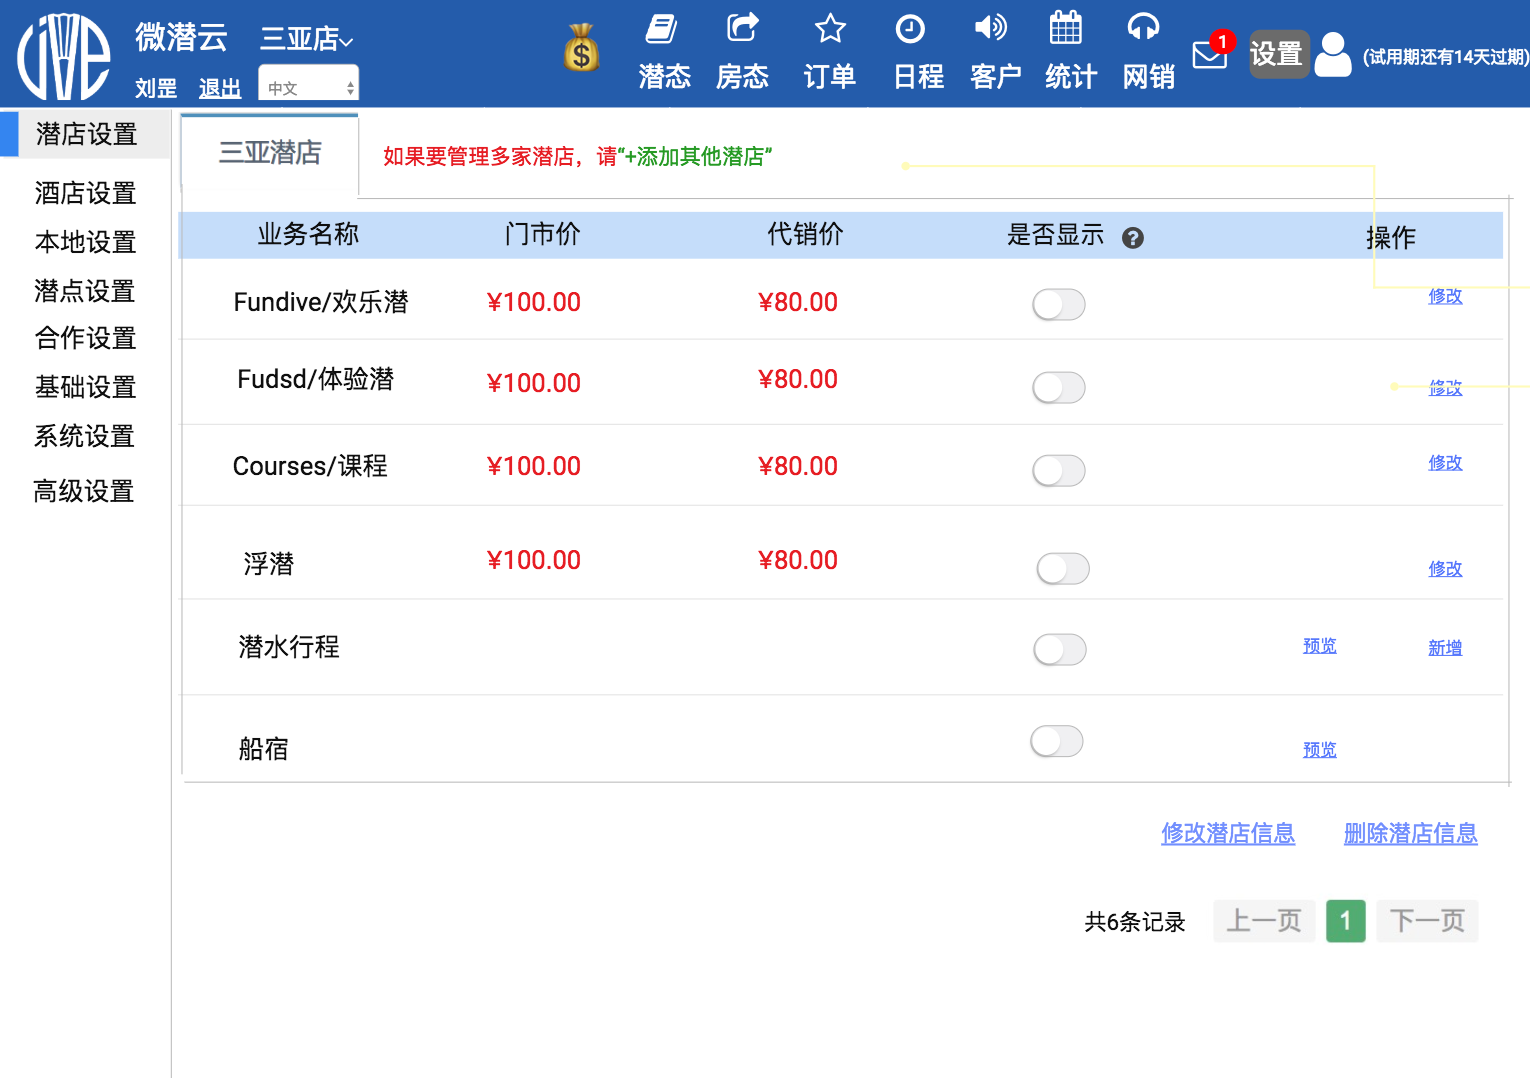 DIVE
微潜云 三亚店
刘罡 退出 中文
$
潜态 房态 订单 日程 客户 统计 网销
1
设置
(试用期还有14天过期)
潜店设置
酒店设置
本地设置
潜点设置
合作设置
基础设置
系统设置
高级设置
三亚潜店
如果要管理多家潜店，请“+添加其他潜店”
业务名称 门市价 代销价 是否显示 ? 操作
Fundive/欢乐潜 ¥100.00 ¥80.00 修改
Fudsd/体验潜 ¥100.00 ¥80.00 修改
Courses/课程 ¥100.00 ¥80.00 修改
浮潜 ¥100.00 ¥80.00 修改
潜水行程 预览 新增
船宿 预览
修改潜店信息 删除潜店信息
共6条记录 上一页 1 下一页